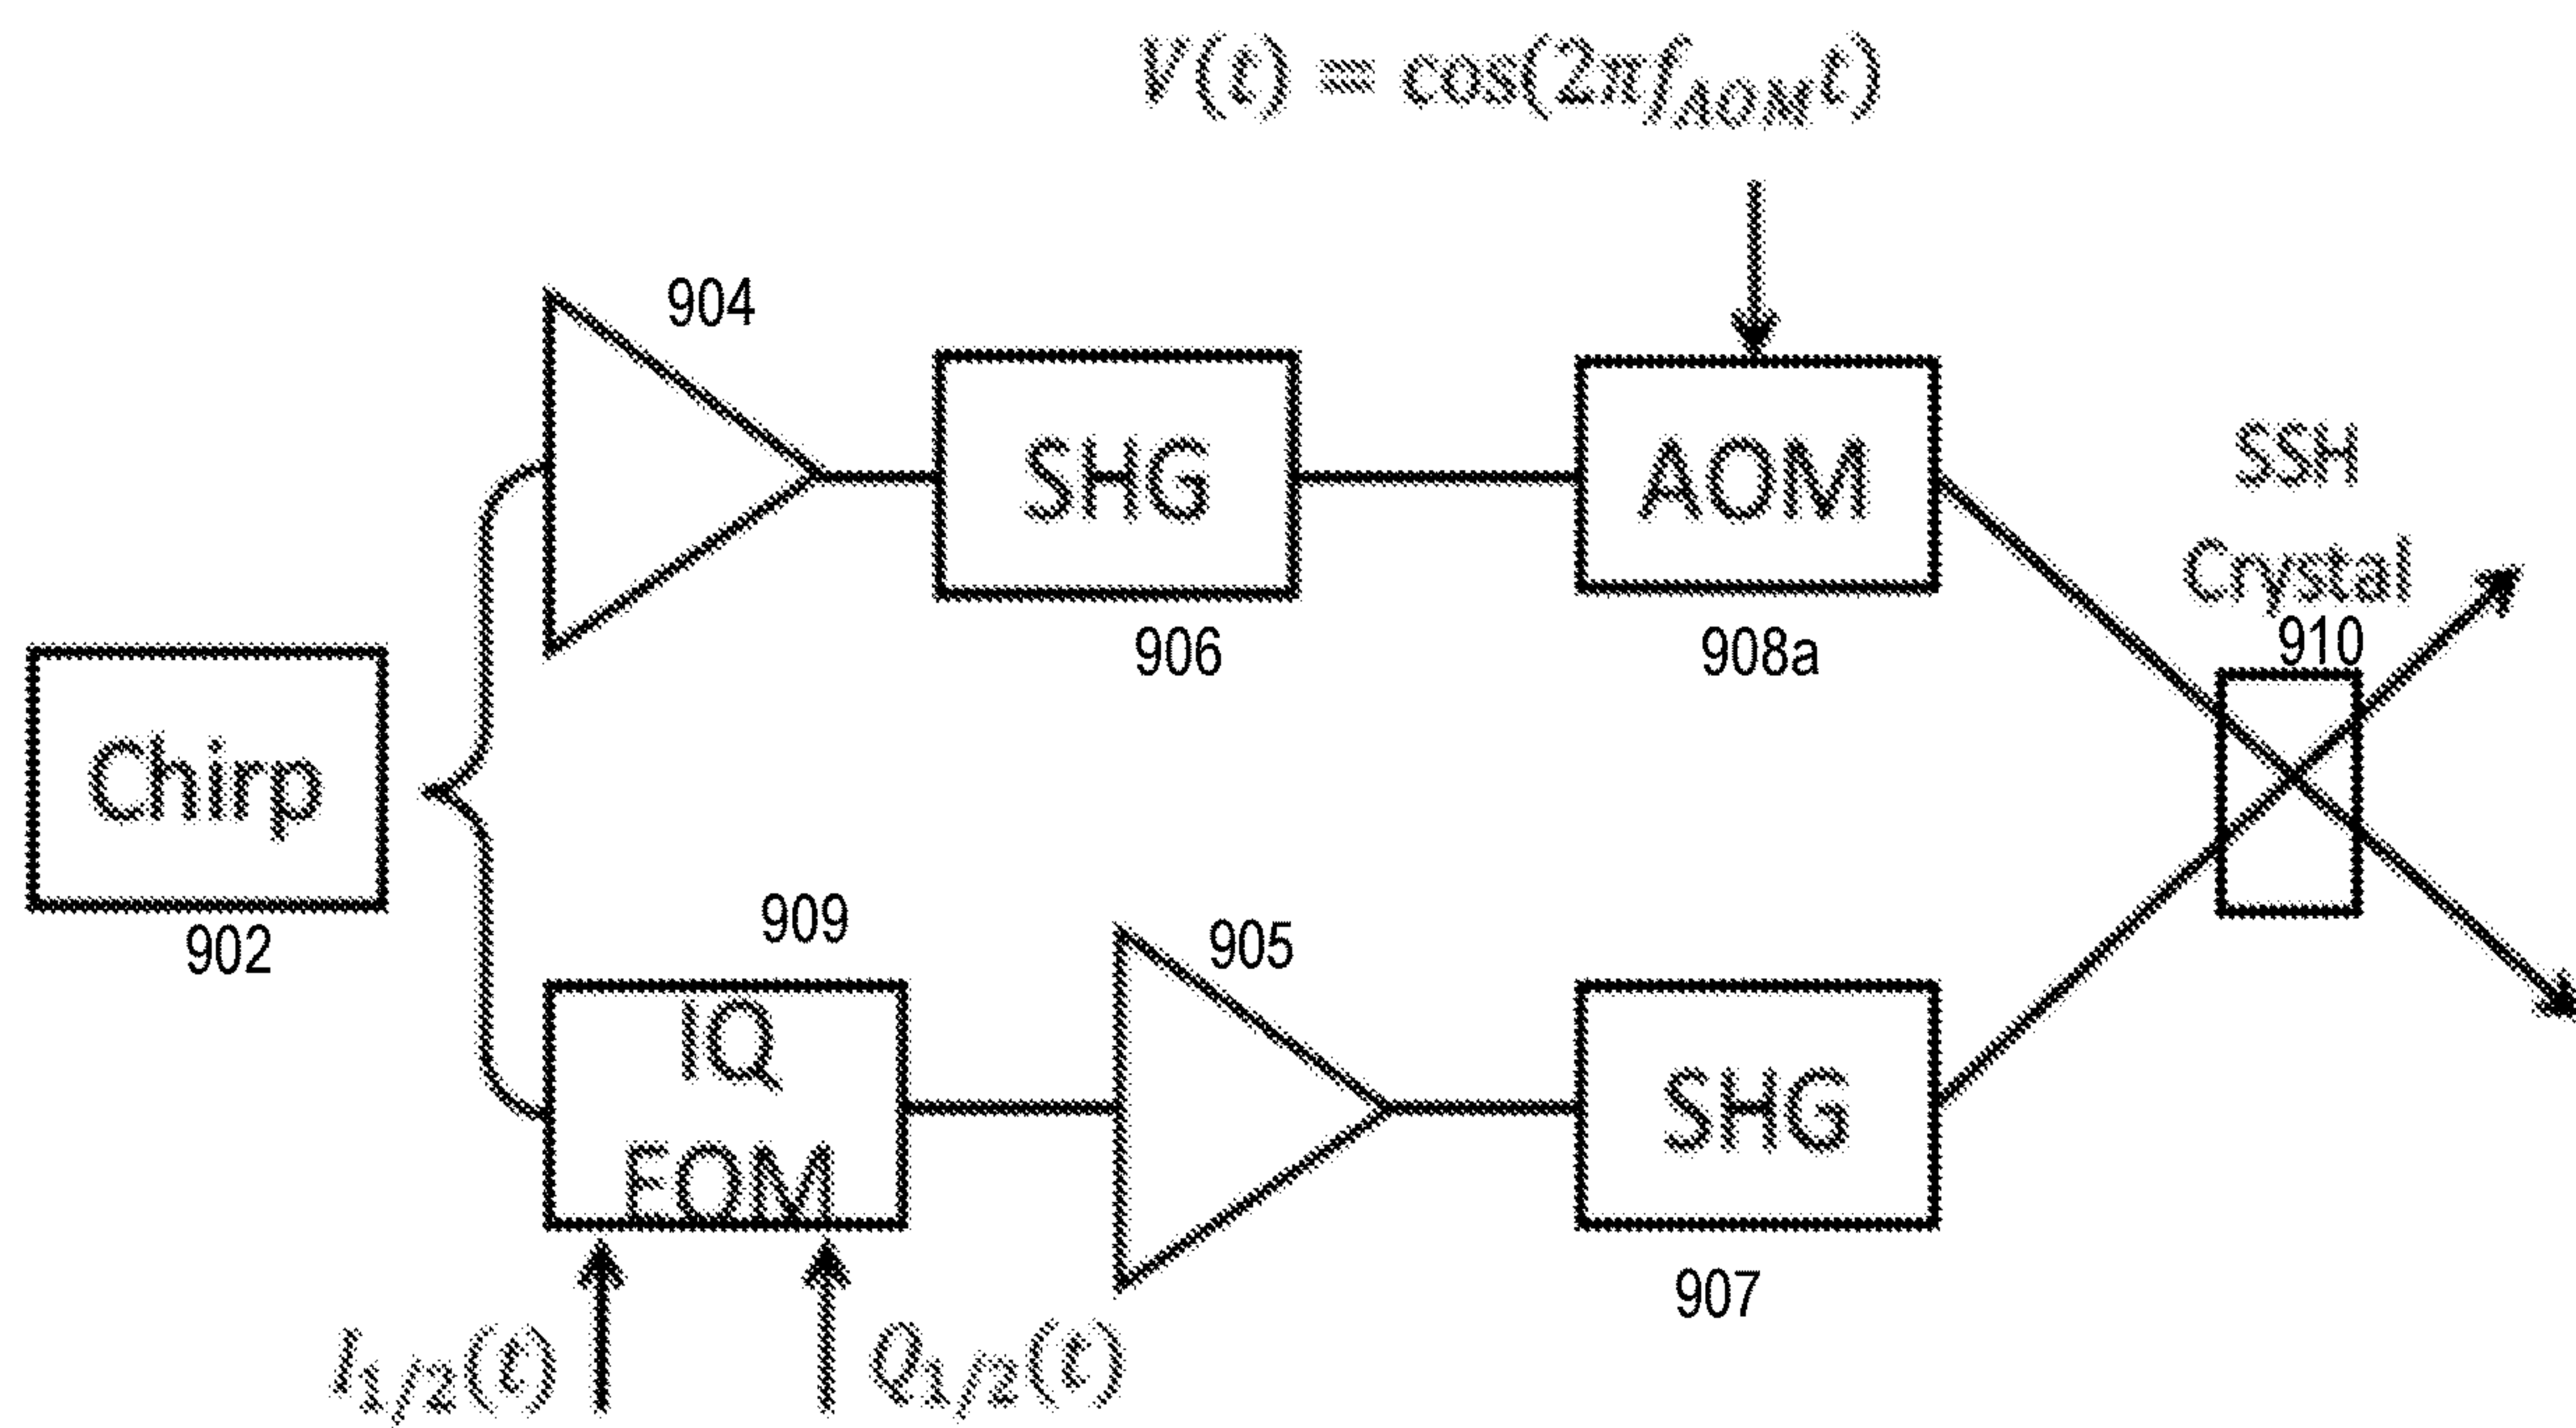 V(t) = cos(2πf_AOM t)
904
SHG
906
AOM
908a
SSH
Crystal
910
Chirp
902
909
IQ
EOM
905
SHG
907
I_1/2(t)
Q_1/2(t)